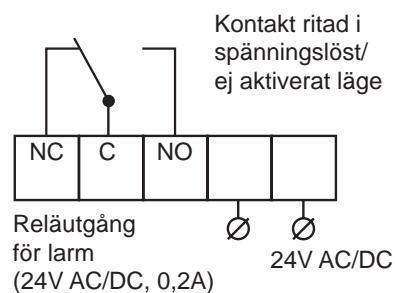 Kontakt ritad i
spänningslöst/
ej aktiverat läge
NC C NO
Reläutgång
för larm
(24V AC/DC, 0,2A)
24V AC/DC